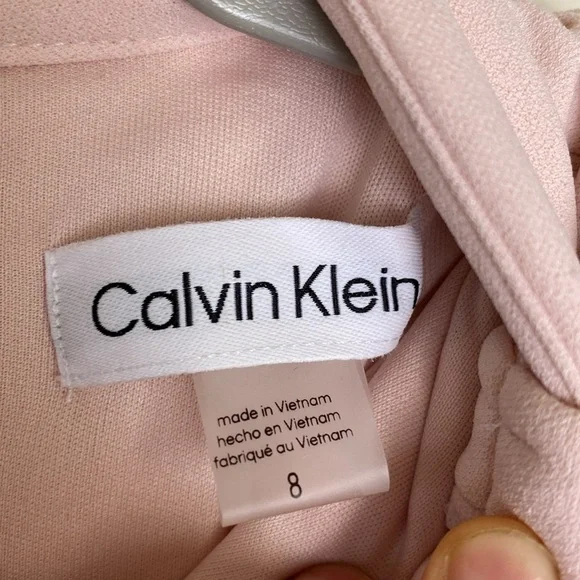 Calvin Klein
made in Vietnam
hecho en Vietnam
fabriqué au Vietnam
8